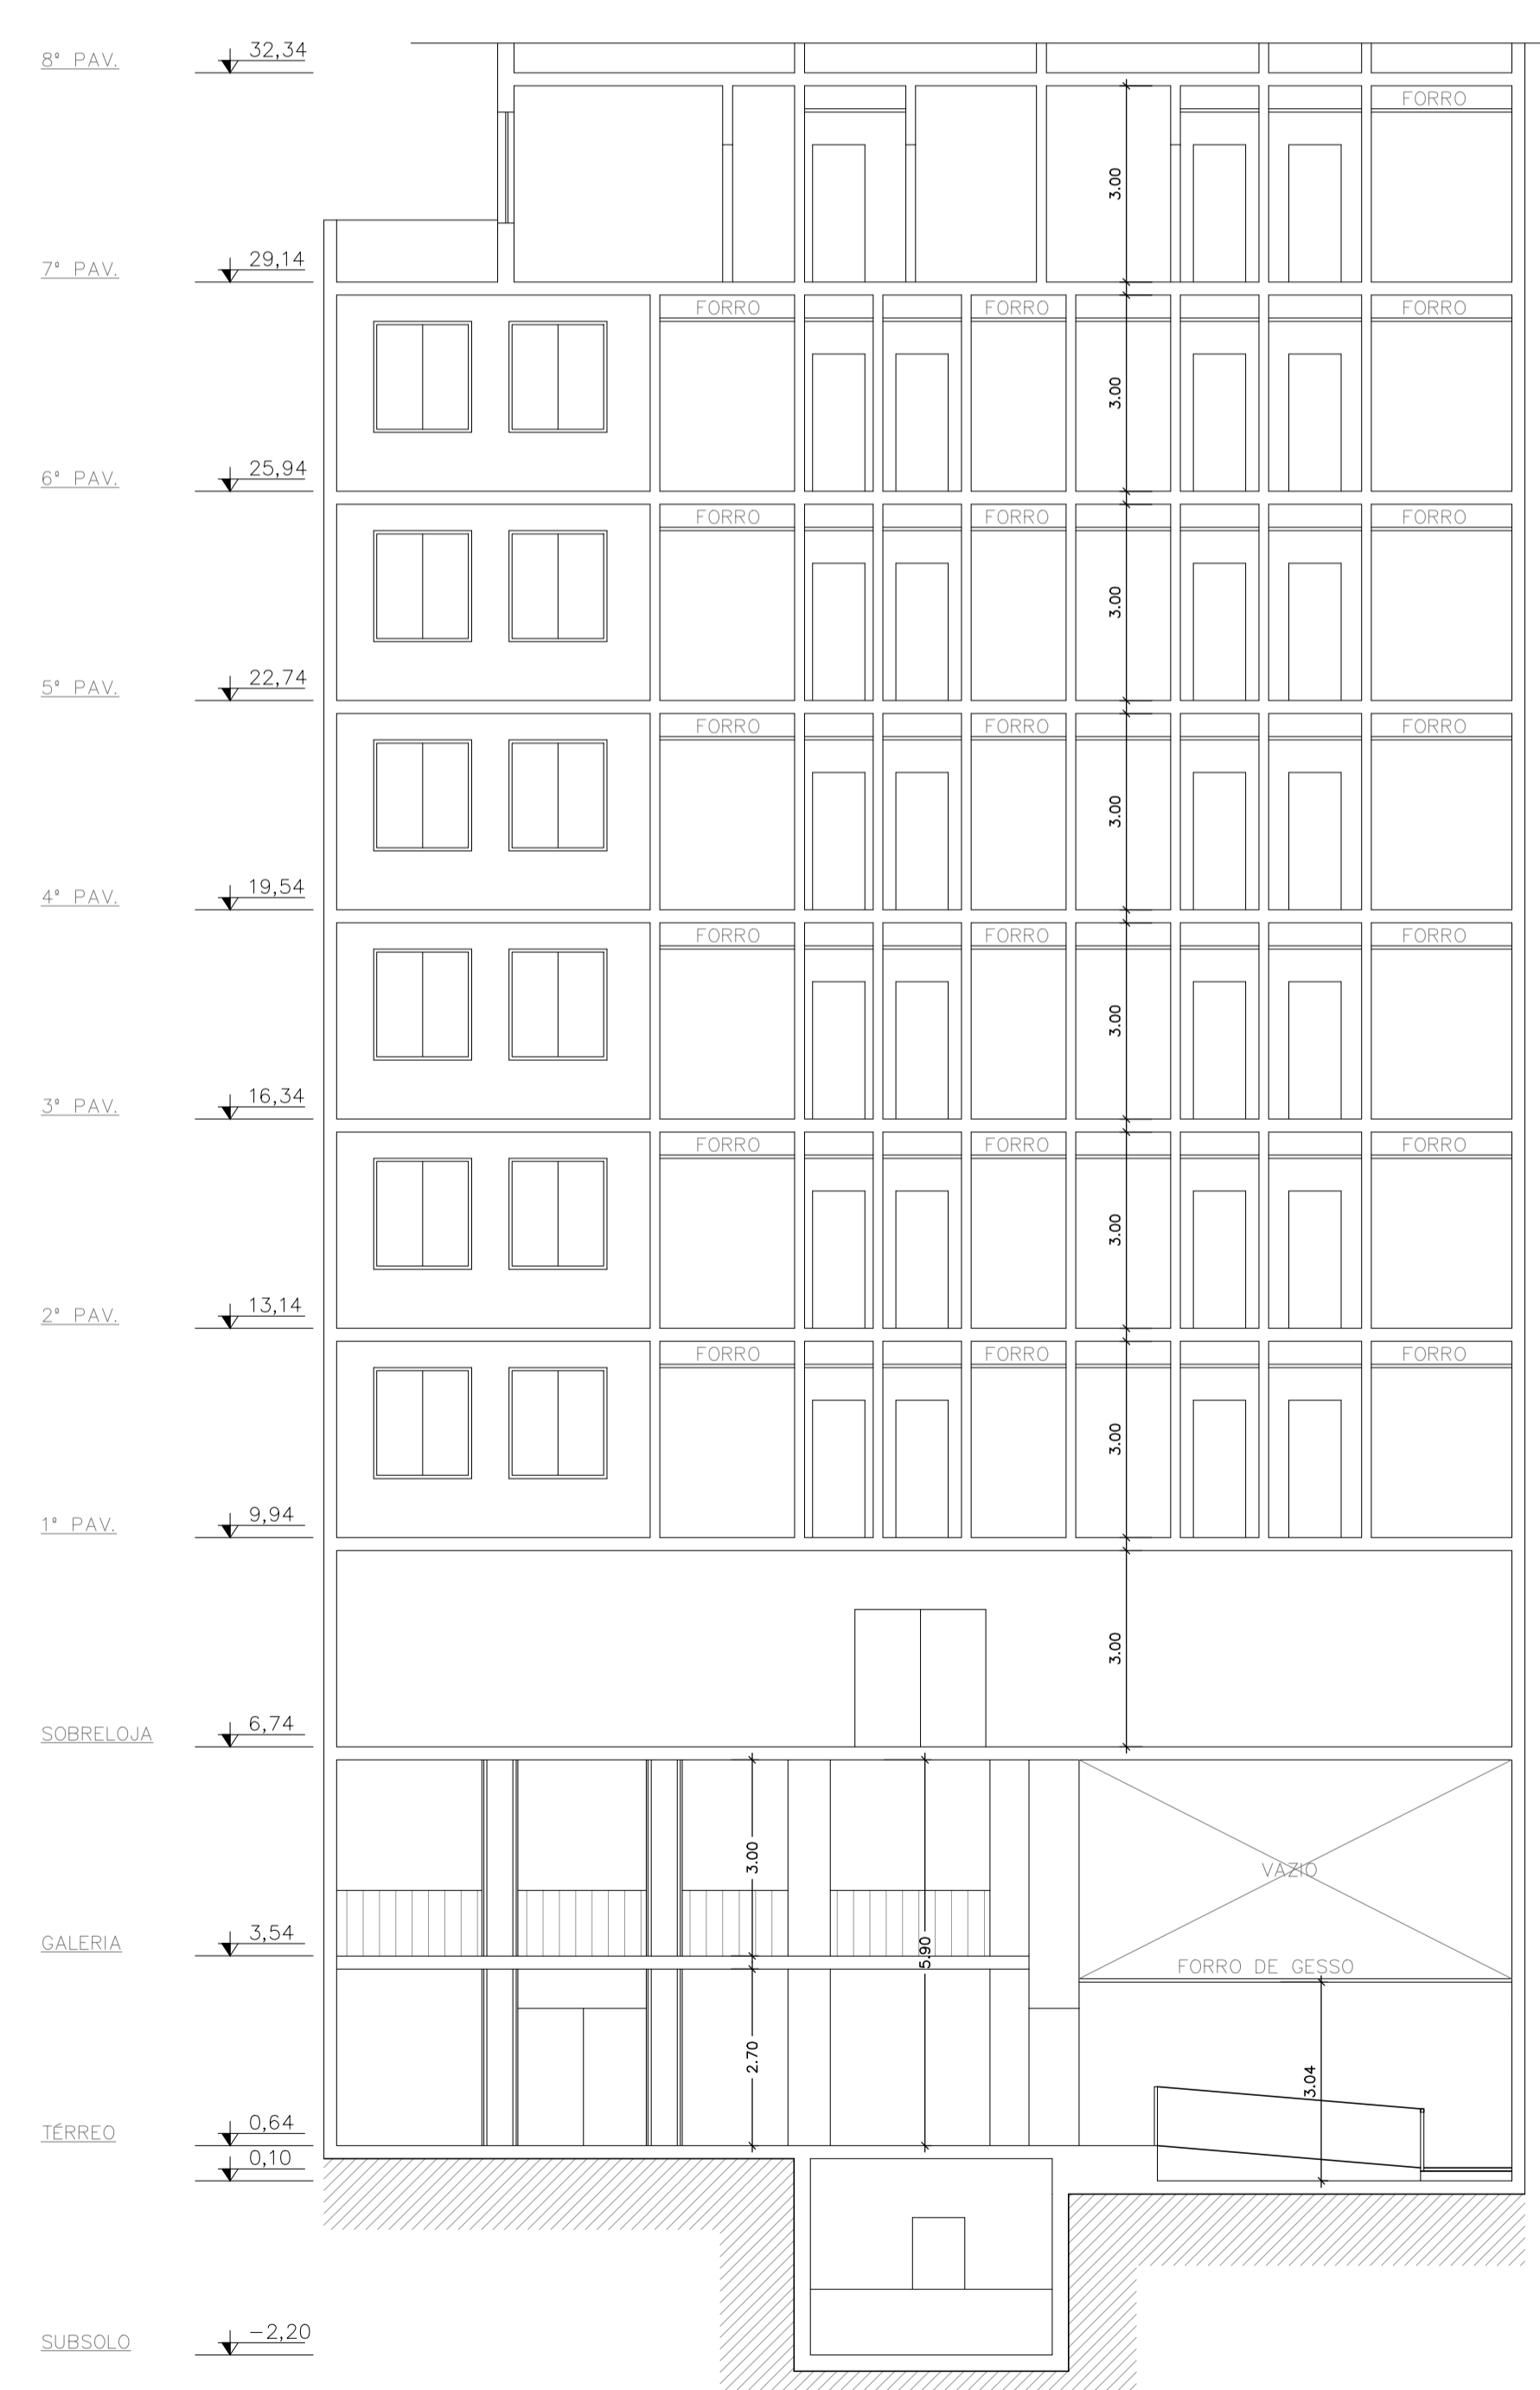 8º PAV. 32,34
FORRO
3.00
7º PAV. 29,14
FORRO FORRO FORRO
3.00
6º PAV. 25,94
FORRO FORRO FORRO
3.00
5º PAV. 22,74
FORRO FORRO FORRO
3.00
4º PAV. 19,54
FORRO FORRO FORRO
3.00
3º PAV. 16,34
FORRO FORRO FORRO
3.00
2º PAV. 13,14
FORRO FORRO FORRO
3.00
1º PAV. 9,94
3.00
SOBRELOJA 6,74
3.00
VAZIO
GALERIA 3,54
5.90
FORRO DE GESSO
2.70
3.04
TÉRREO 0,64
0,10
SUBSOLO -2,20